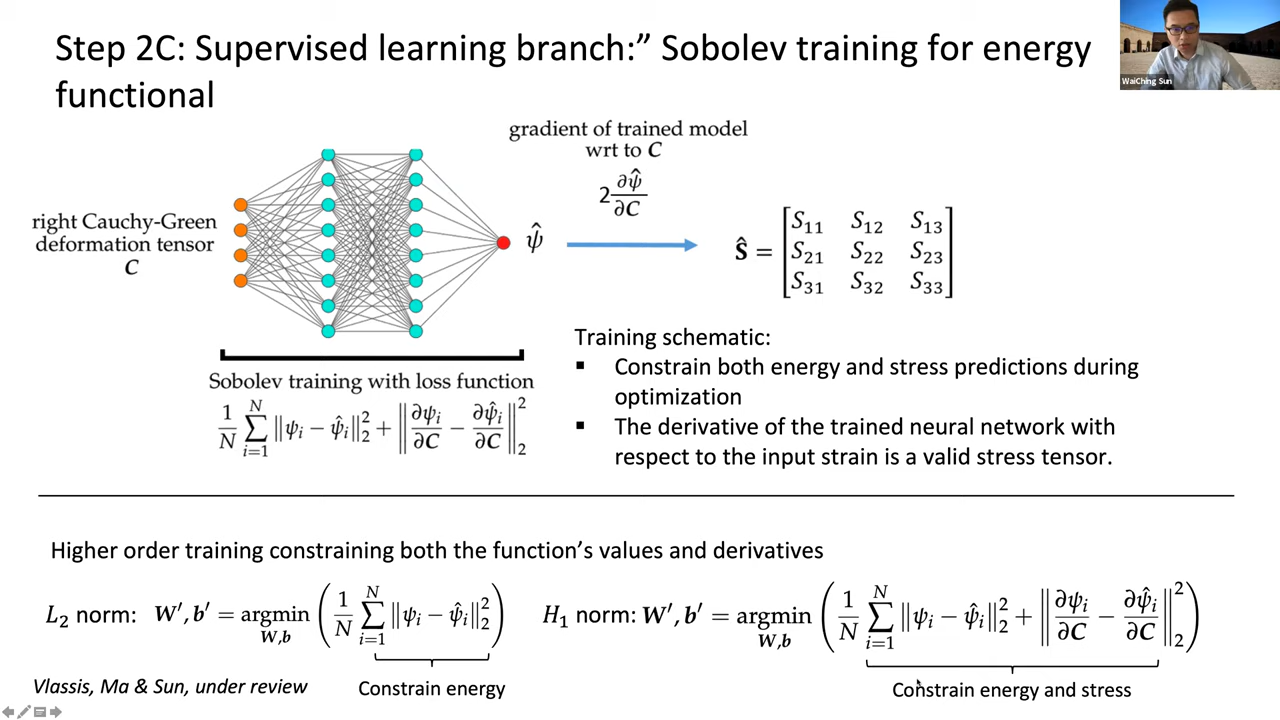 Step 2C: Supervised learning branch:” Sobolev training for energy
functional
WaiChing Sun
gradient of trained model
wrt to C
2 ∂ψ̂/∂C
right Cauchy-Green
deformation tensor
C
ψ̂
Ŝ = [S₁₁ S₁₂ S₁₃
S₂₁ S₂₂ S₂₃
S₃₁ S₃₂ S₃₃]
Sobolev training with loss function
1/N ∑ᵢ₌₁ᴺ ‖ψᵢ − ψ̂ᵢ‖₂² + ‖∂ψᵢ/∂C − ∂ψ̂ᵢ/∂C‖₂²
Training schematic:
▪ Constrain both energy and stress predictions during
optimization
▪ The derivative of the trained neural network with
respect to the input strain is a valid stress tensor.
Higher order training constraining both the function’s values and derivatives
L₂ norm: W′, b′ = argmin W,b (1/N ∑ᵢ₌₁ᴺ ‖ψᵢ − ψ̂ᵢ‖₂²)
Constrain energy
H₁ norm: W′, b′ = argmin W,b (1/N ∑ᵢ₌₁ᴺ ‖ψᵢ − ψ̂ᵢ‖₂² + ‖∂ψᵢ/∂C − ∂ψ̂ᵢ/∂C‖₂²)
Constrain energy and stress
Vlassis, Ma & Sun, under review